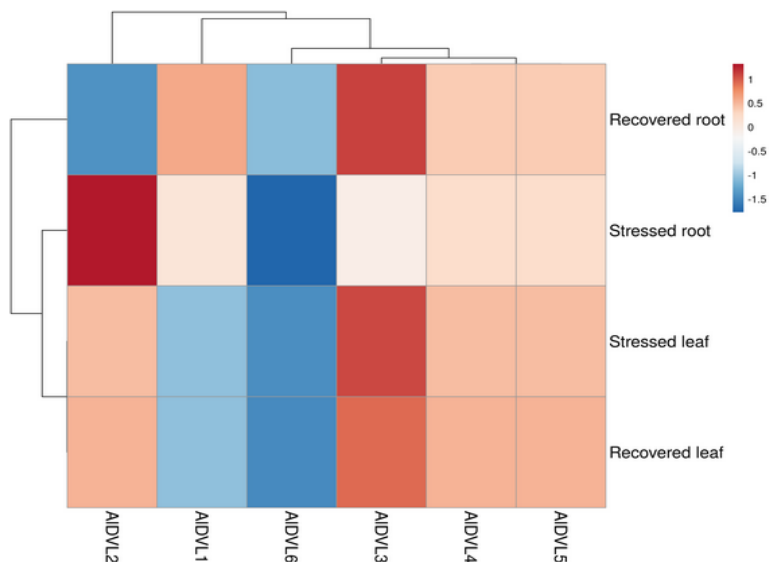 1
0.5
0
-0.5
-1
-1.5
Recovered root
Stressed root
Stressed leaf
Recovered leaf
AIDVL2
AIDVL1
AIDVL6
AIDVL3
AIDVL4
AIDVL5